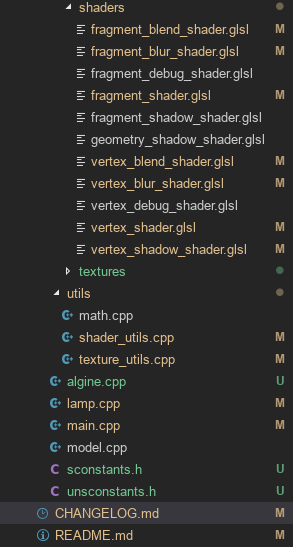 shaders
fragment_blend_shader.glsl M
fragment_blur_shader.glsl M
fragment_debug_shader.glsl
fragment_shader.glsl M
fragment_shadow_shader.glsl
geometry_shadow_shader.glsl
vertex_blend_shader.glsl M
vertex_blur_shader.glsl M
vertex_debug_shader.glsl
vertex_shader.glsl M
vertex_shadow_shader.glsl M
textures
utils
math.cpp
shader_utils.cpp M
texture_utils.cpp M
algine.cpp U
lamp.cpp M
main.cpp M
model.cpp
C sconstants.h U
C unsconstants.h U
CHANGELOG.md M
README.md M